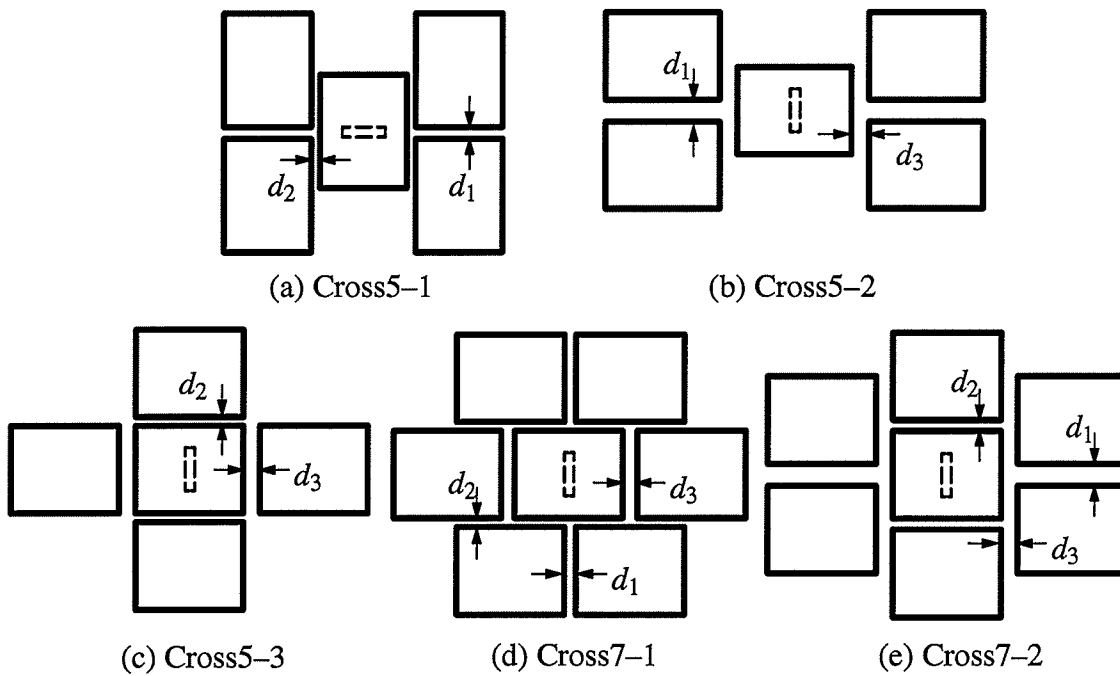 d1
d2
d1
d3
(a) Cross5–1
(b) Cross5–2
d2
d3
d2
d3
d1
d2
d1
d3
(c) Cross5–3
(d) Cross7–1
(e) Cross7–2